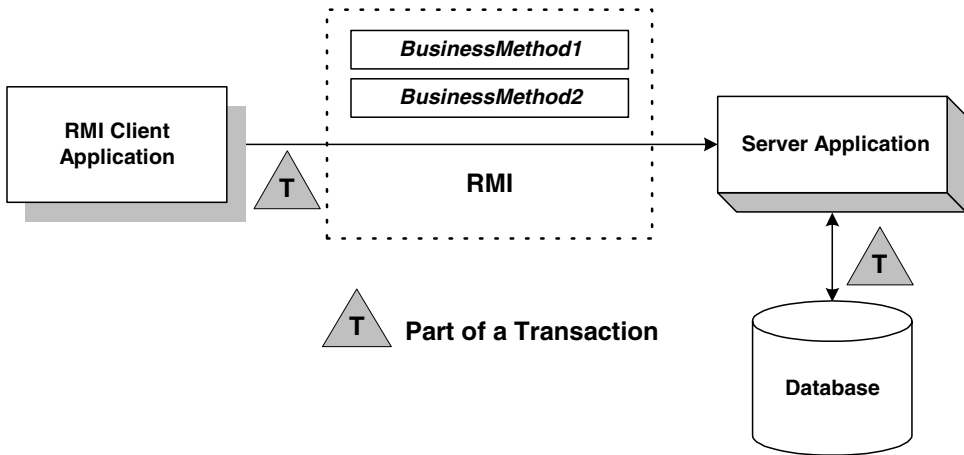 BusinessMethod1
BusinessMethod2
RMI Client
Application
Server Application
T
RMI
T
T
Part of a Transaction
Database